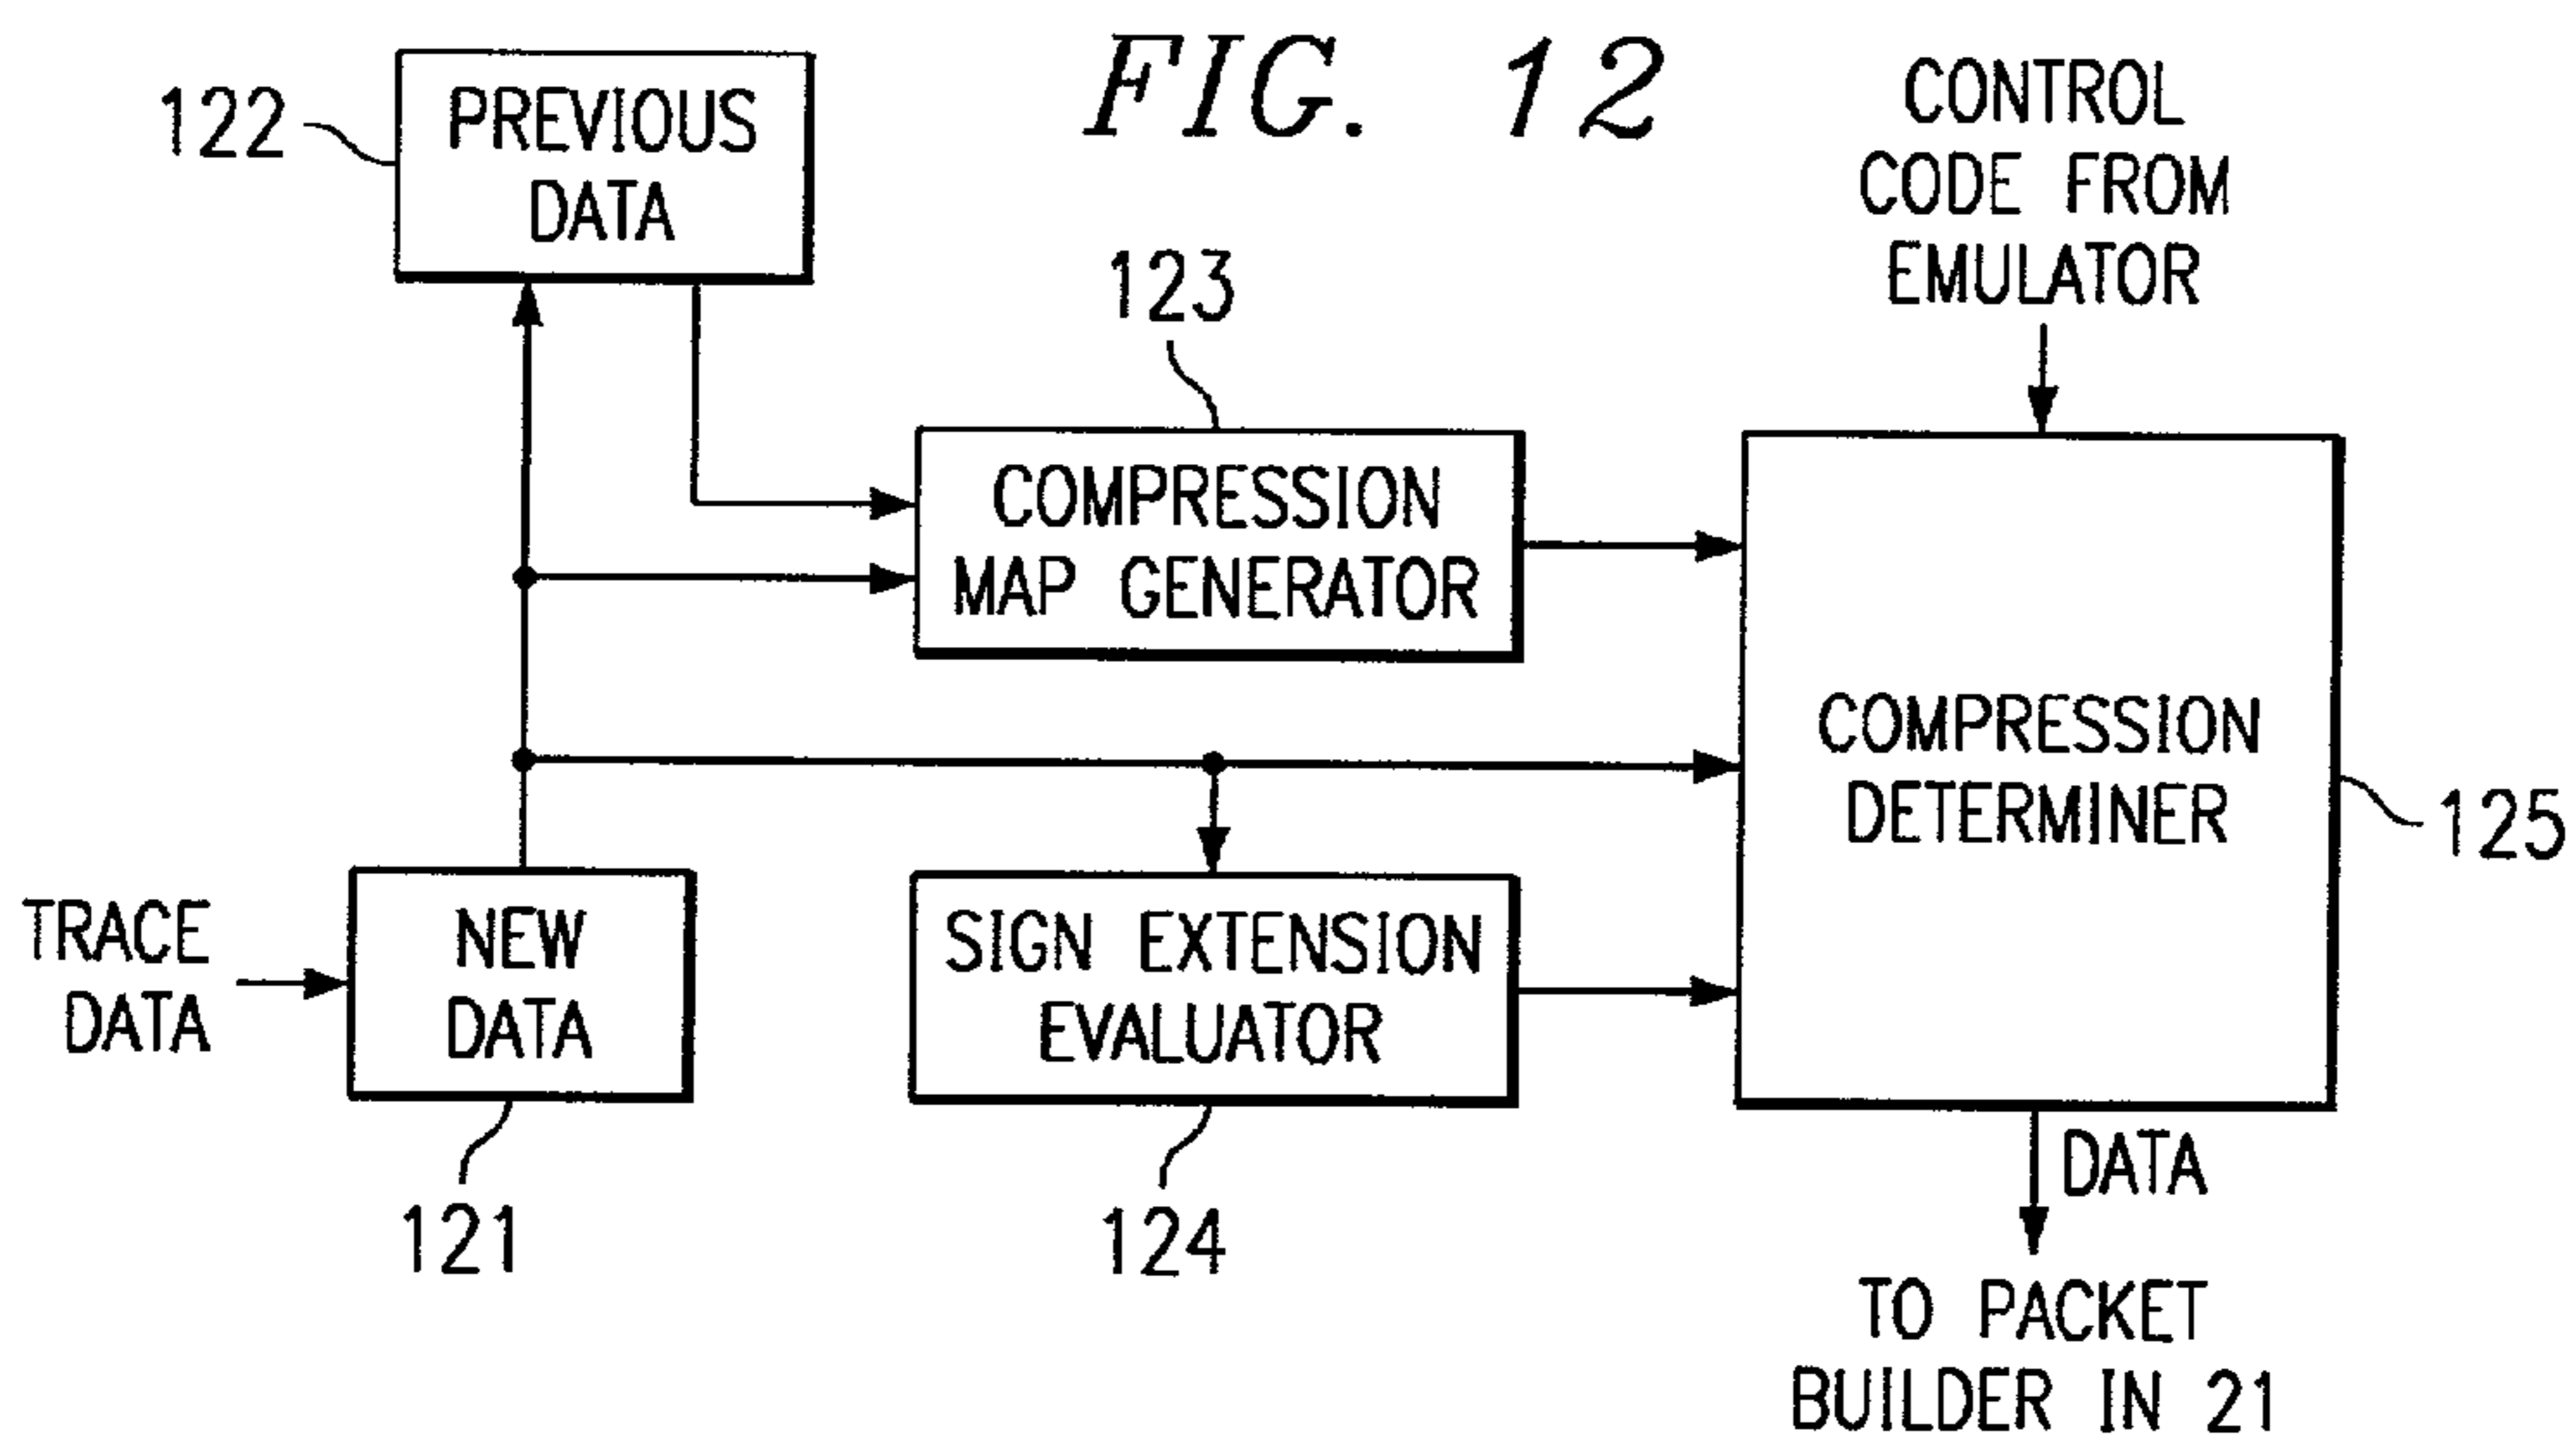 FIG. 12
122
PREVIOUS
DATA
CONTROL
CODE FROM
EMULATOR
123
COMPRESSION
MAP GENERATOR
COMPRESSION
DETERMINER
125
TRACE
DATA
NEW
DATA
121
SIGN EXTENSION
EVALUATOR
124
DATA
TO PACKET
BUILDER IN 21